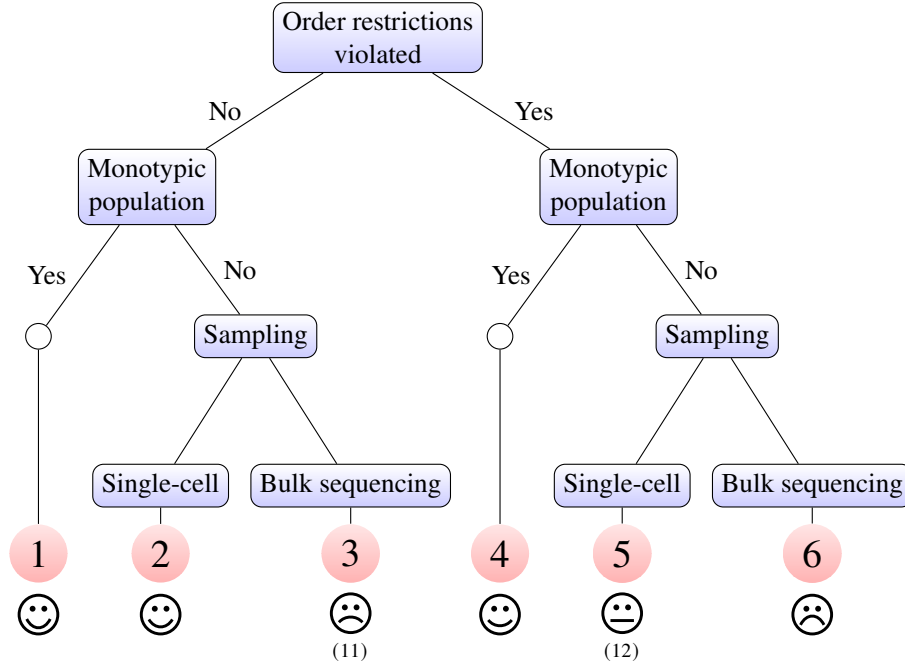 Order restrictions
violated
No
Yes
Monotypic
population
Monotypic
population
Yes
No
Yes
No
Sampling
Sampling
Single-cell
Bulk sequencing
Single-cell
Bulk sequencing
1
2
3
4
5
6
(11)
(12)